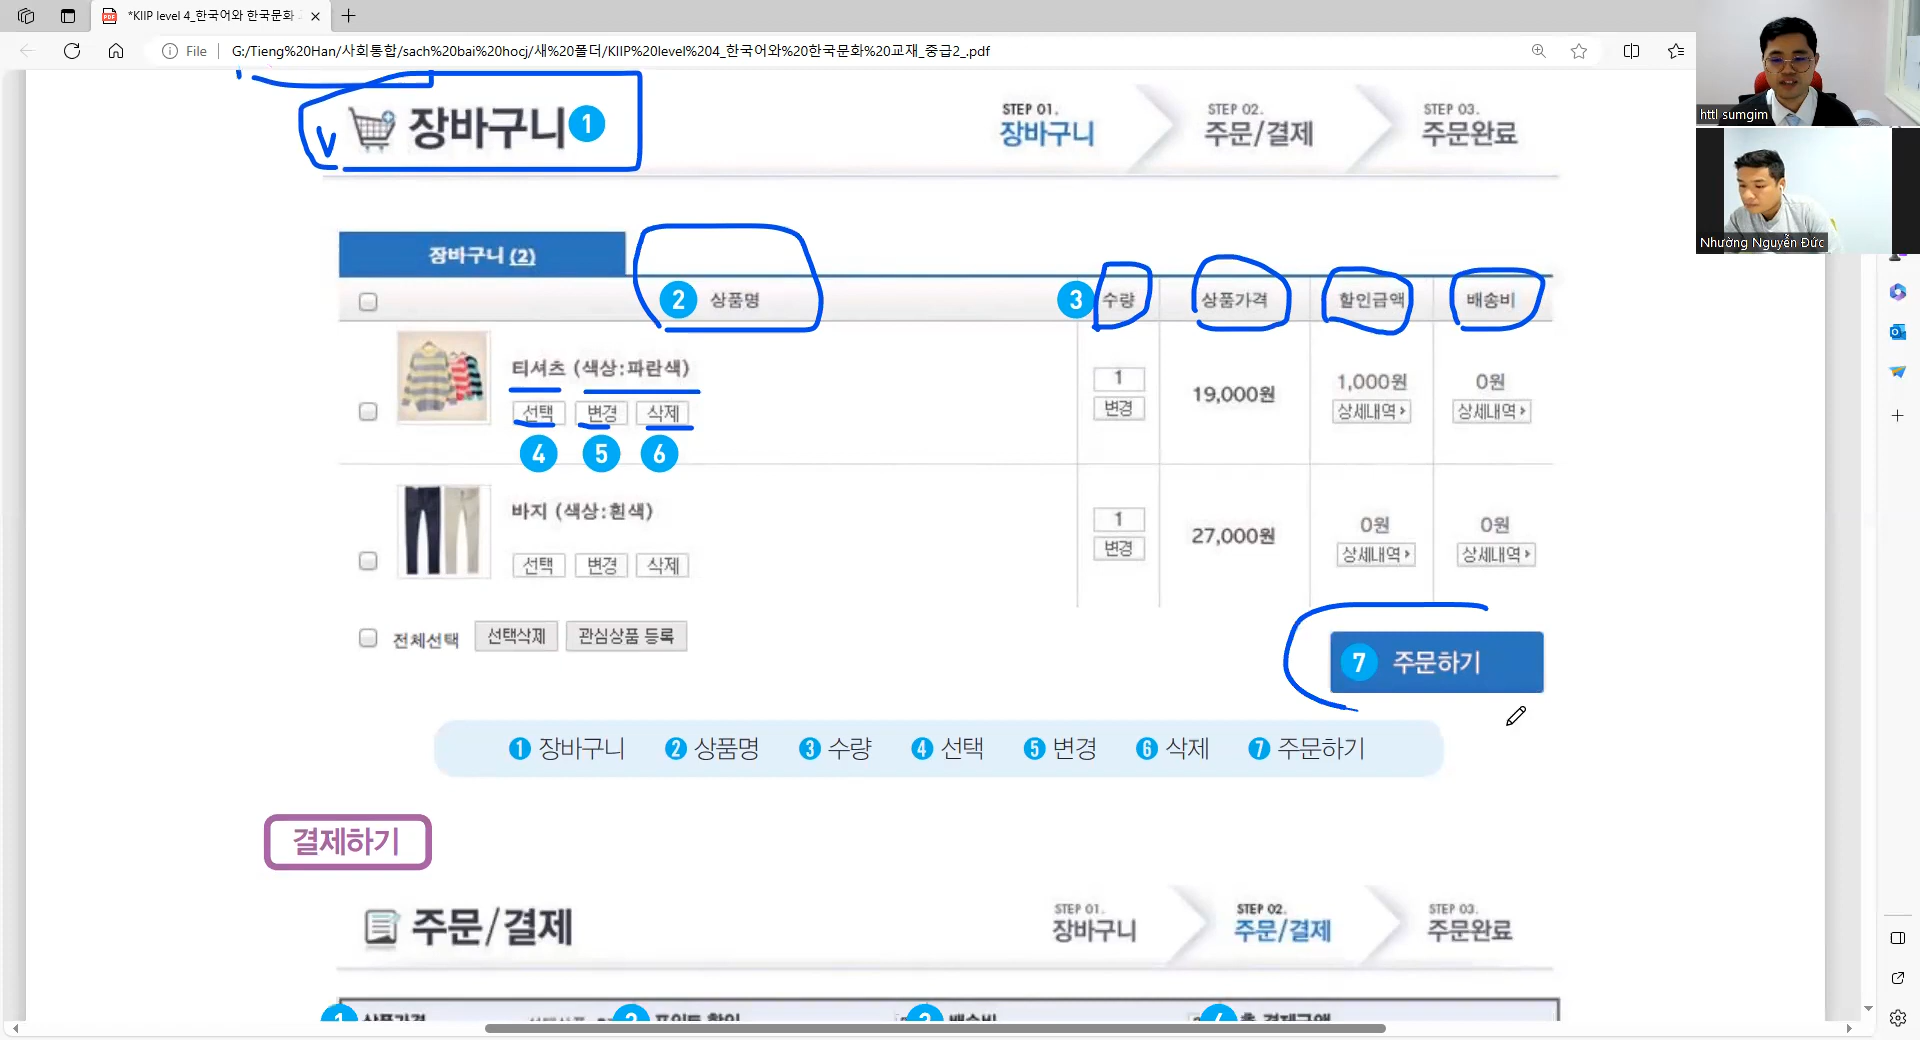 *KIIP level 4_한국어와 한국문화
File
G:/Tieng%20Han/사회통합/sach%20bai%20hocj/새%20폴더/KIIP%20level%204_한국어와%20한국문화%20교재_중급2_.pdf
httl sumgim
Nhường Nguyễn Đức
장바구니 1
STEP 01.
장바구니
STEP 02.
주문/결제
STEP 03.
주문완료
장바구니 (2)
2 상품명
3 수량
상품가격
할인금액
배송비
티셔츠 (색상:파란색)
선택 변경 삭제
4 5 6
1
변경
19,000원
1,000원
상세내역
0원
상세내역
바지 (색상:흰색)
선택 변경 삭제
1
변경
27,000원
0원
상세내역
0원
상세내역
전체선택 선택삭제 관심상품 등록
7 주문하기
1 장바구니 2 상품명 3 수량 4 선택 5 변경 6 삭제 7 주문하기
결제하기
주문/결제
STEP 01.
장바구니
STEP 02.
주문/결제
STEP 03.
주문완료